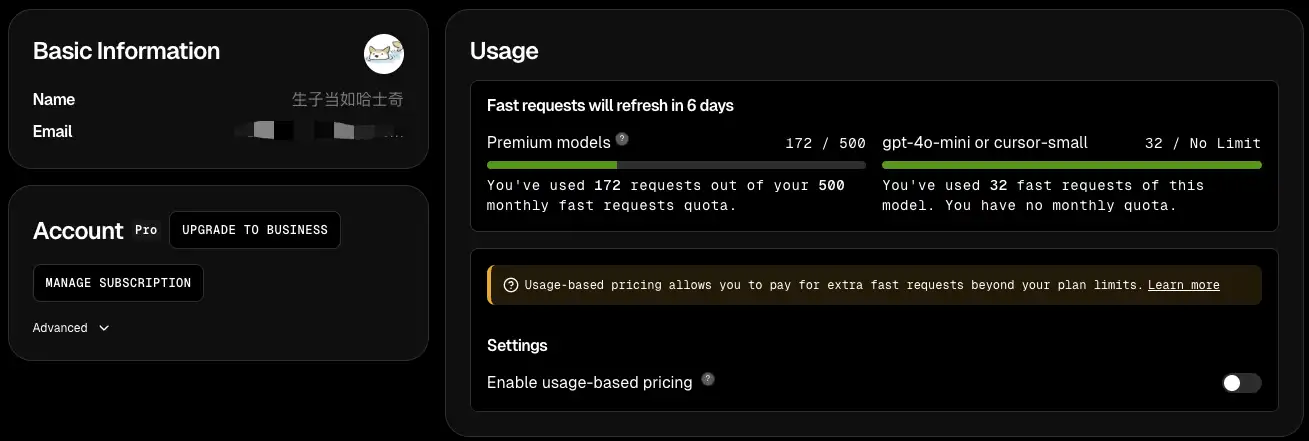 Basic Information
Name 生子当如哈士奇
Email
Account Pro UPGRADE TO BUSINESS
MANAGE SUBSCRIPTION
Advanced
Usage
Fast requests will refresh in 6 days
Premium models ? 172 / 500
You've used 172 requests out of your 500
monthly fast requests quota.
gpt-4o-mini or cursor-small 32 / No Limit
You've used 32 fast requests of this
model. You have no monthly quota.
? Usage-based pricing allows you to pay for extra fast requests beyond your plan limits. Learn more
Settings
Enable usage-based pricing ?